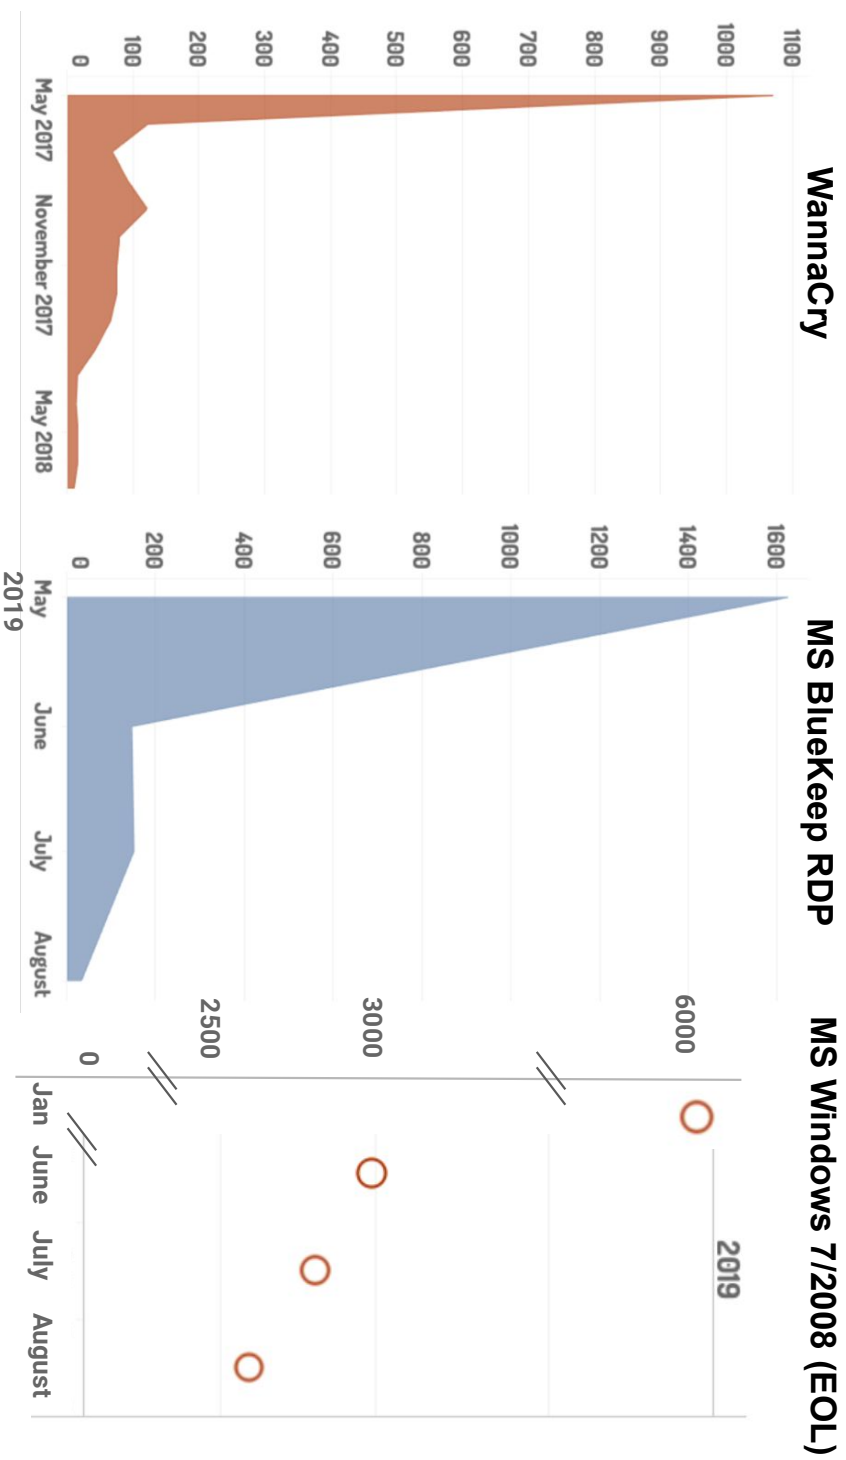 WannaCry
1100
1000
900
800
700
600
500
400
300
200
100
0
May 2017
November 2017
May 2018
MS BlueKeep RDP
1600
1400
1200
1000
800
600
400
200
0
May
June
July
August
2019
MS Windows 7/2008 (EOL)
2019
6000
3000
2500
0
Jan
June
July
August